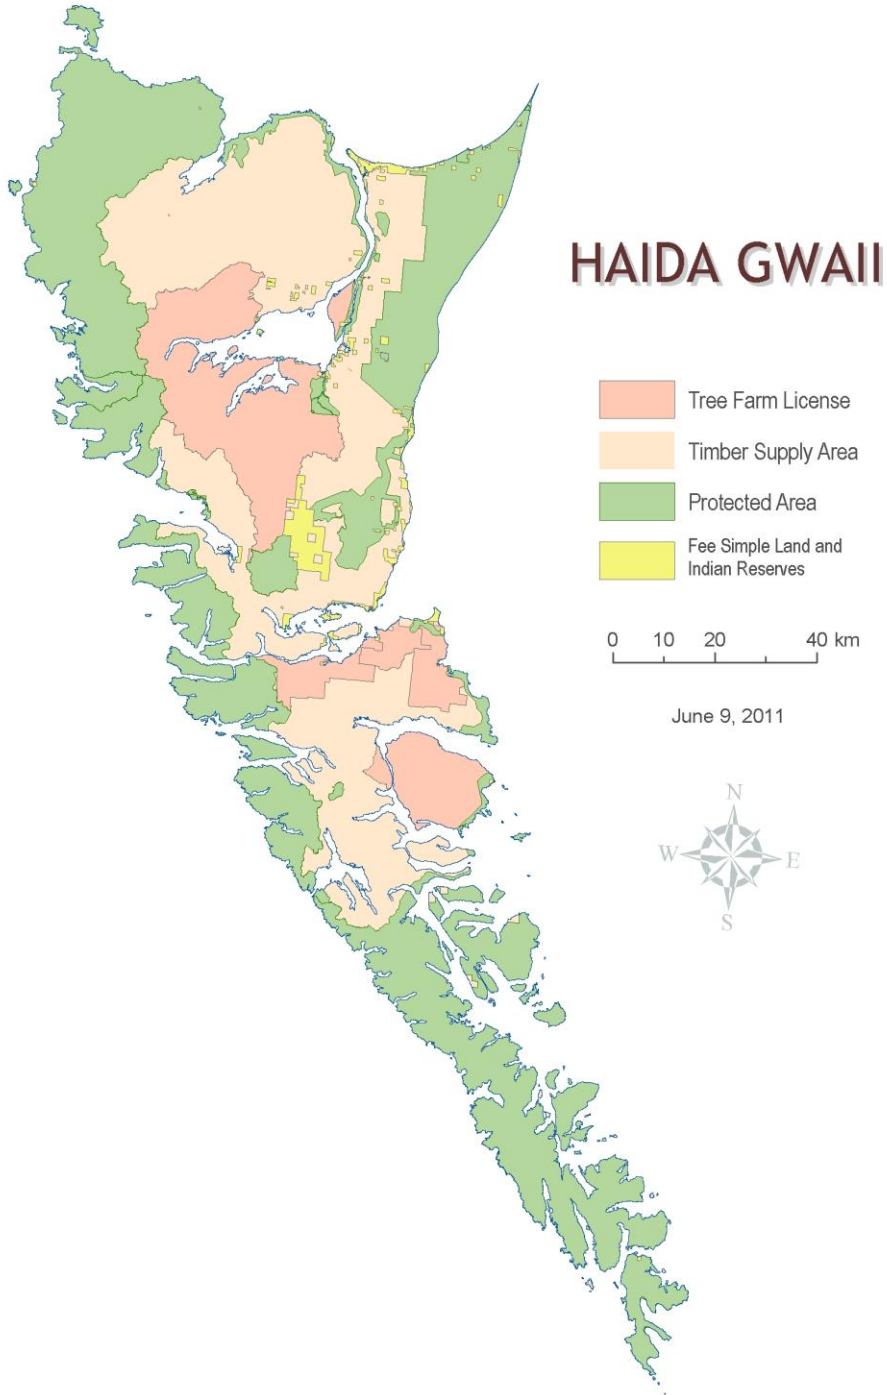 HAIDA GWAII
Tree Farm License
Timber Supply Area
Protected Area
Fee Simple Land and
Indian Reserves
0 10 20 40 km
June 9, 2011
N
W E
S